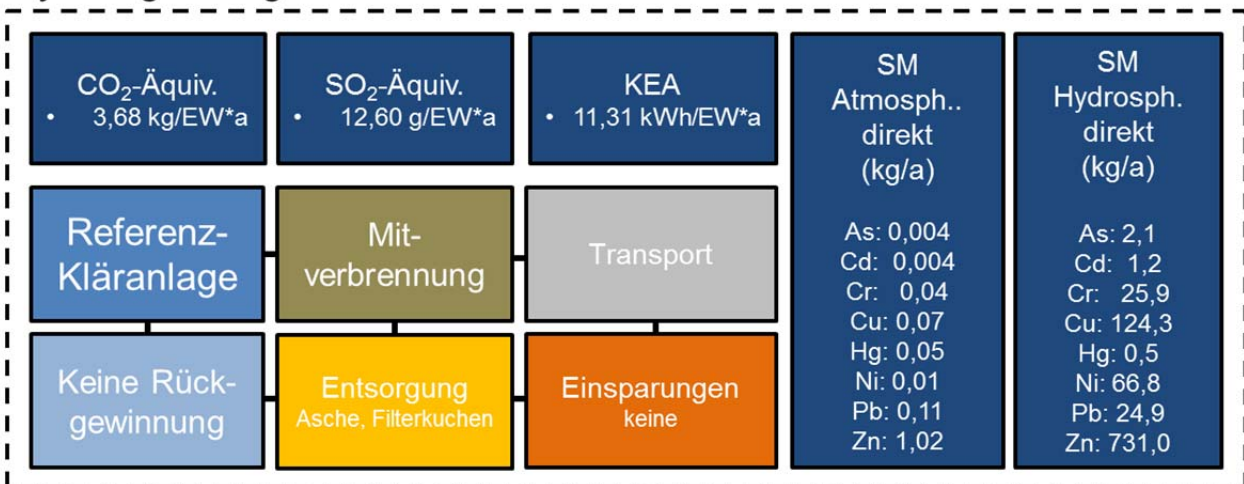 CO₂-Äquiv.
• 3,68 kg/EW*a
SO₂-Äquiv.
• 12,60 g/EW*a
KEA
• 11,31 kWh/EW*a
Referenz-
Kläranlage
Mit-
verbrennung
Transport
Keine Rück-
gewinnung
Entsorgung
Asche, Filterkuchen
Einsparungen
keine
SM
Atmosph..
direkt
(kg/a)
As: 0,004
Cd: 0,004
Cr: 0,04
Cu: 0,07
Hg: 0,05
Ni: 0,01
Pb: 0,11
Zn: 1,02
SM
Hydrosph.
direkt
(kg/a)
As: 2,1
Cd: 1,2
Cr: 25,9
Cu: 124,3
Hg: 0,5
Ni: 66,8
Pb: 24,9
Zn: 731,0